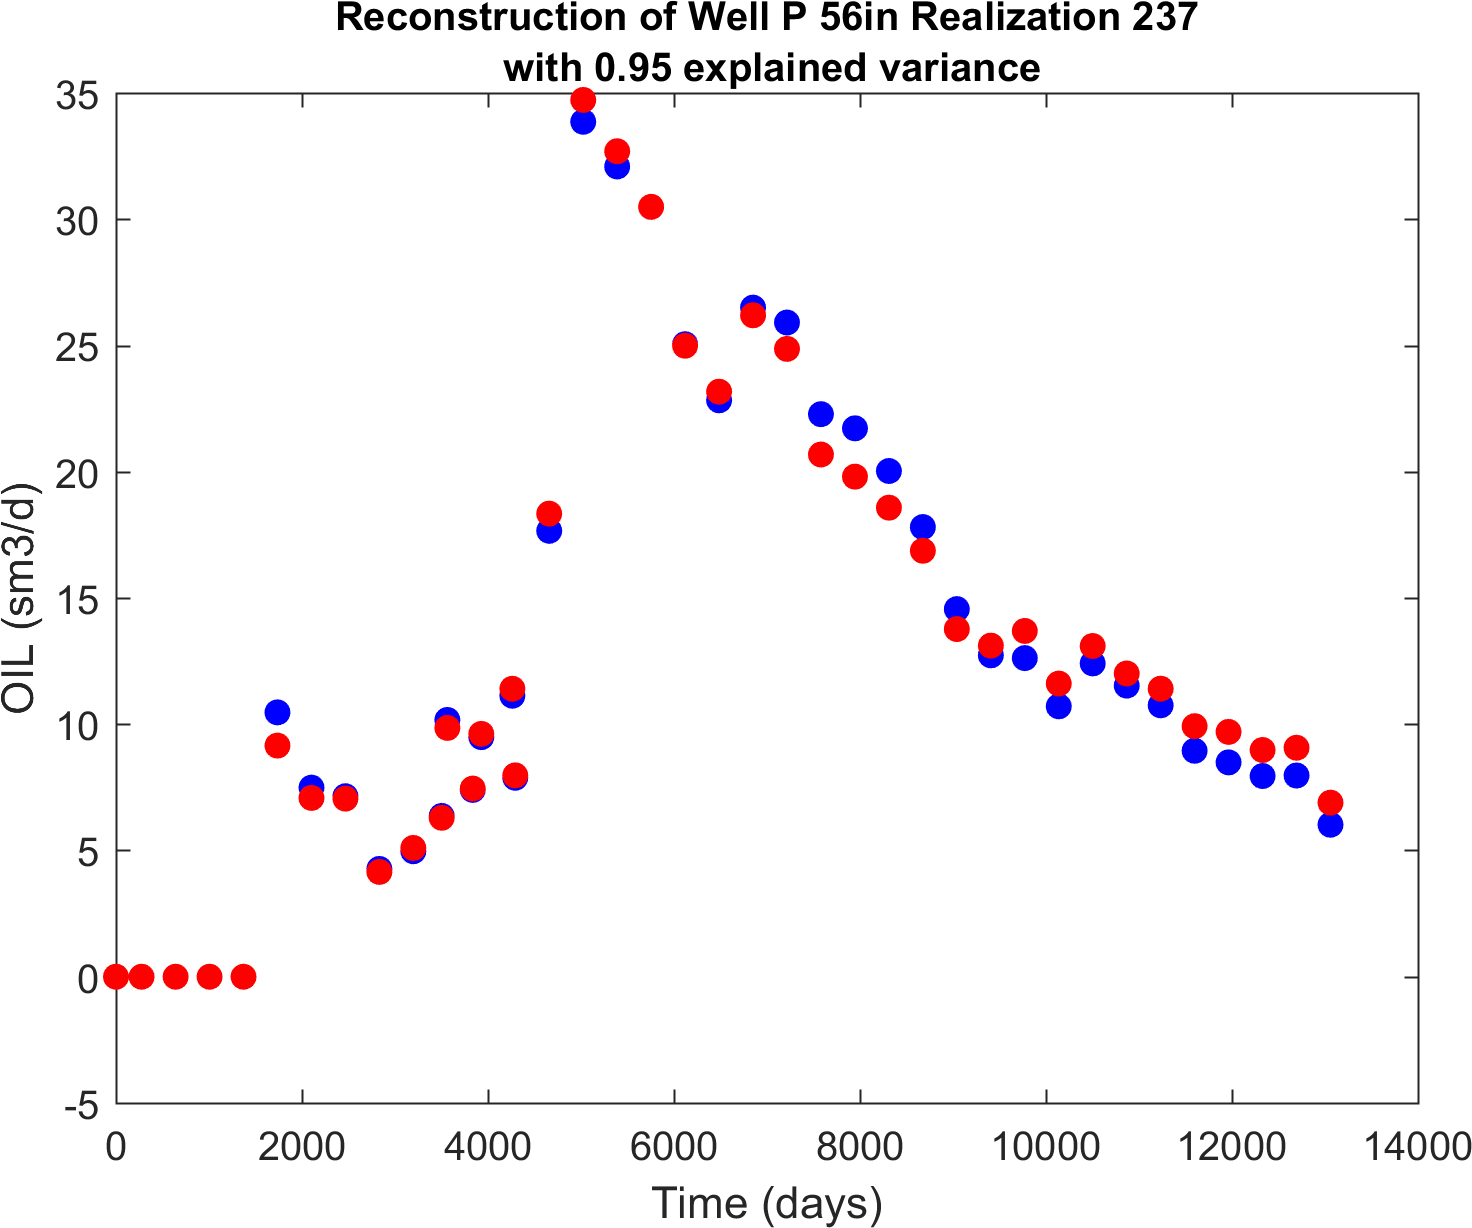 Reconstruction of Well P 56in Realization 237
with 0.95 explained variance
35
30
25
20
15
10
5
0
-5
OIL (sm3/d)
0 2000 4000 6000 8000 10000 12000 14000
Time (days)